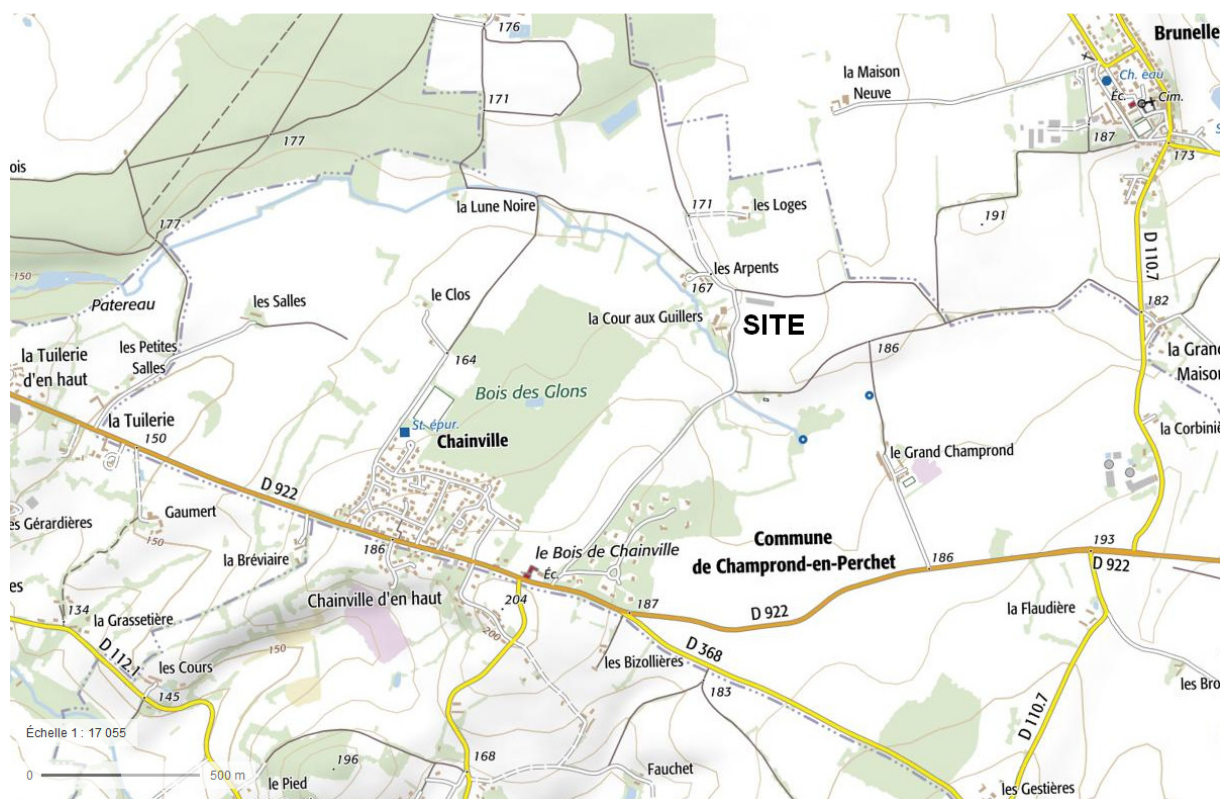 176
Brunelle
la Maison
Neuve
Ch. eau
Éc.
Cim.
171
177
187
173
ois
la Lune Noire
171
les Loges
191
D 110.7
177
150
Patereau
les Arpents
167
le Clos
les Salles
la Cour aux Guillers
SITE
182
la Tuilerie
d'en haut
les Petites
Salles
164
186
la Grand
Maison
Bois des Glons
la Tuilerie
150
St. épur.
Chainville
le Grand Champrond
la Corbiniè
D 922
Gaumert
es Gérardières
150
la Bréviaire
186
le Bois de Chainville
Éc.
Commune
de Champrond-en-Perchet
193
D 922
186
Chainville d'en haut
204
187
D 922
la Flaudière
es
134
la Grassetière
200
150
D 112.1
les Cours
145
les Bizollières
D 368
183
les Bro
D 110.7
Échelle 1 : 17 055
0
500 m
196
168
le Pied
Fauchet
les Gestières